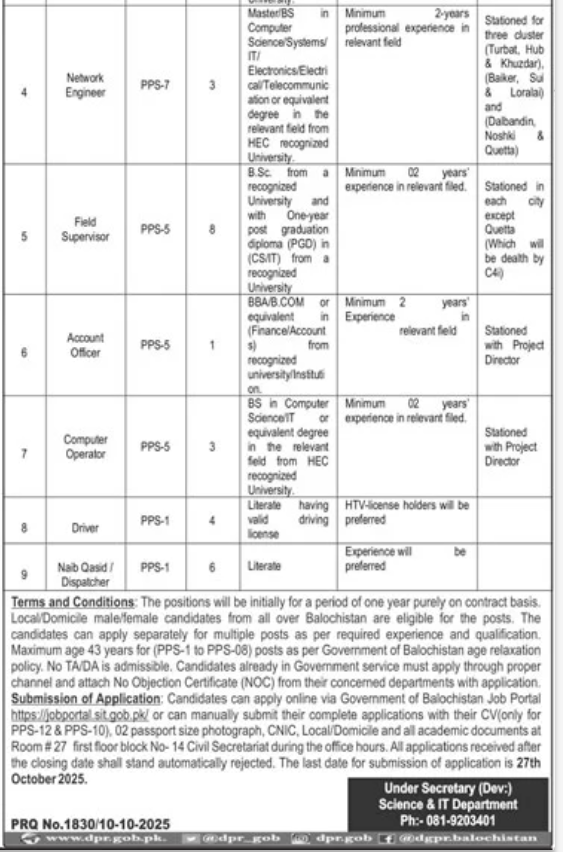 University.
4
Network
Engineer
PPS-7
3
Master/BS in
Computer
Science/Systems/
IT/
Electronics/Electri
cal/Telecommunic
ation or equivalent
degree in the
relevant field from
HEC recognized
University.
Minimum 2-years
professional experience in
relevant field
Stationed for
three cluster
(Turbat, Hub
& Khuzdar),
(Baiker, Sui
& Loralai)
and
(Dalbandin,
Noshki &
Quetta)
5
Field
Supervisor
PPS-5
8
B.Sc. from a
recognized
University and
with One-year
post graduation
diploma (PGD) in
(CS/IT) from a
recognized
University
Minimum 02 years'
experience in relevant filed.
Stationed in
each city
except
Quetta
(Which will
be dealth by
C4i)
6
Account
Officer
PPS-5
1
BBA/B.COM or
equivalent in
(Finance/Account
s) from
recognized
university/Instituti
on.
Minimum 2 years'
Experience in
relevant field
Stationed
with Project
Director
7
Computer
Operator
PPS-5
3
BS in Computer
Science/IT or
equivalent degree
in the relevant
field from HEC
recognized
University.
Minimum 02 years'
experience in relevant filed.
Stationed
with Project
Director
8
Driver
PPS-1
4
Literate having
valid driving
license
HTV-license holders will be
preferred
9
Naib Qasid /
Dispatcher
PPS-1
6
Literate
Experience will be
preferred
Terms and Conditions: The positions will be initially for a period of one year purely on contract basis.
Local/Domicile male/female candidates from all over Balochistan are eligible for the posts. The
candidates can apply separately for multiple posts as per required experience and qualification.
Maximum age 43 years for (PPS-1 to PPS-08) posts as per Government of Balochistan age relaxation
policy. No TA/DA is admissible. Candidates already in Government service must apply through proper
channel and attach No Objection Certificate (NOC) from their concerned departments with application.
Submission of Application: Candidates can apply online via Government of Balochistan Job Portal
https://jobportal.sit.gob.pk/ or can manually submit their complete applications with their CV(only for
PPS-12 & PPS-10), 02 passport size photograph, CNIC, Local/Domicile and all academic documents at
Room # 27 first floor block No- 14 Civil Secretariat during the office hours. All applications received after
the closing date shall stand automatically rejected. The last date for submission of application is 27th
October 2025.
Under Secretary (Dev:)
Science & IT Department
Ph:- 081-9203401
PRQ No.1830/10-10-2025
www.dpr.gob.pk. @dpr_gob dpr.gob @dgpr.balochistan